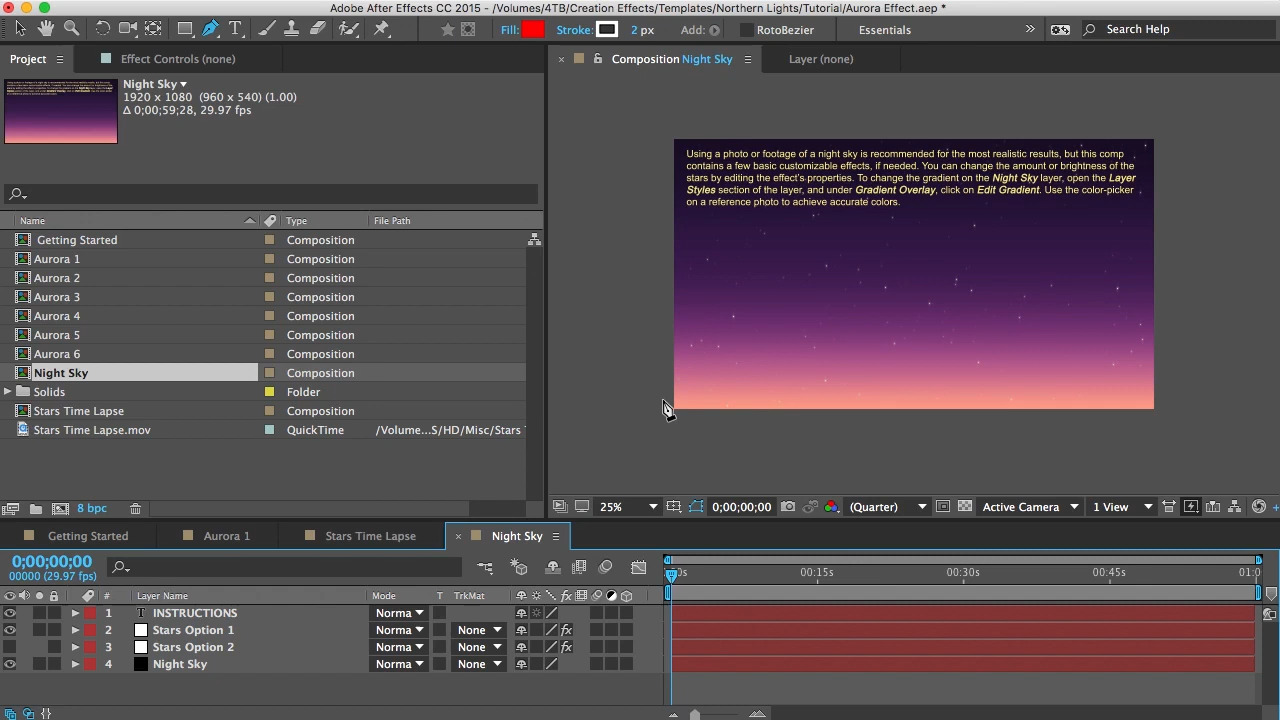 Adobe After Effects CC 2015 - /Volumes/4TB/Creation Effects/Templates/Northern Lights/Tutorial/Aurora Effect.aep *
Fill: Stroke: 2 px Add: RotoBezier Essentials Search Help
Project Effect Controls (none)
Composition Night Sky Layer (none)
Night Sky
1920 x 1080 (960 x 540) (1.00)
Δ 0;00;59;28, 29.97 fps
Using a photo or footage of a night sky is recommended for the most realistic results, but this comp
contains a few basic customizable effects, if needed. You can change the amount or brightness of the
stars by editing the effect's properties. To change the gradient on the Night Sky layer, open the Layer
Styles section of the layer, and under Gradient Overlay, click on Edit Gradient. Use the color-picker
on a reference photo to achieve accurate colors.
Name Type File Path
Getting Started Composition
Aurora 1 Composition
Aurora 2 Composition
Aurora 3 Composition
Aurora 4 Composition
Aurora 5 Composition
Aurora 6 Composition
Night Sky Composition
Solids Folder
Stars Time Lapse Composition
Stars Time Lapse.mov QuickTime /Volume...S/HD/Misc/Stars
8 bpc
25% 0;00;00;00 (Quarter) Active Camera 1 View
Getting Started Aurora 1 Stars Time Lapse Night Sky
0;00;00;00
00000 (29.97 fps)
00s 00:15s 00:30s 00:45s 01:0
# Layer Name Mode T TrkMat
1 T INSTRUCTIONS Norma
2 Stars Option 1 Norma None fx
3 Stars Option 2 Norma None fx
4 Night Sky Norma None